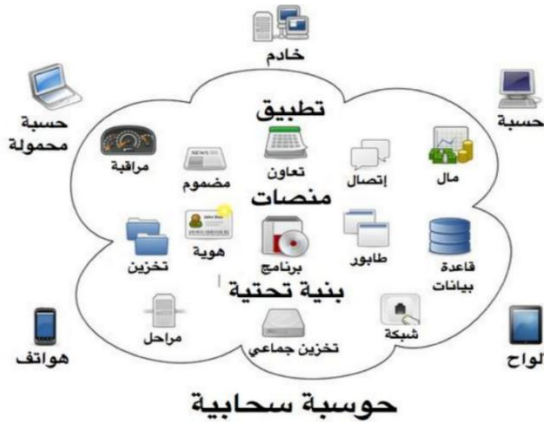 خادم
حسبة
حسبة
محمولة
تطبيق
مال
إتصال
تعاون
مضموم
مراقبة
منصات
قاعدة
بيانات
طابور
برنامج
هوية
تخزين
بنية تحتية
شبكة
تخزين جماعي
مراحل
لواح
هواتف
حوسبة سحابية